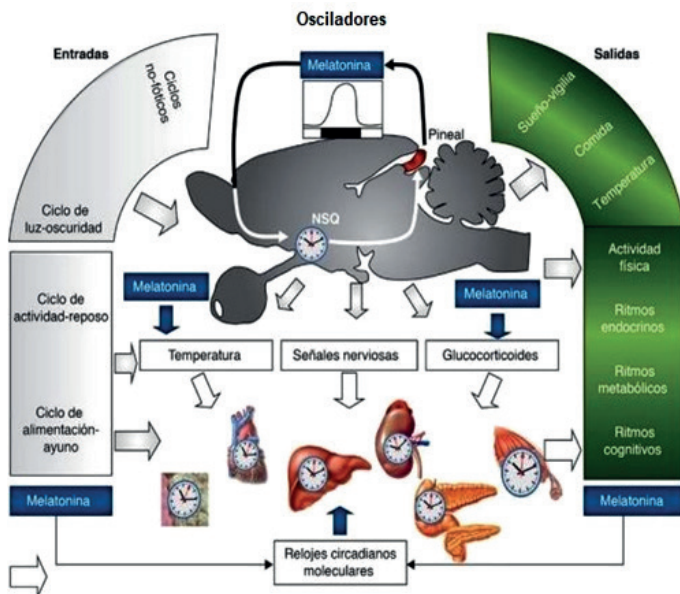 Osciladores
Entradas
Salidas
Ciclos
no-fóticos
Ciclo de
luz-oscuridad
Melatonina
Pineal
NSQ
Sueño-vigilia
Comida
Temperatura
Ciclo de
actividad-reposo
Ciclo de
alimentación-
ayuno
Melatonina
Melatonina
Temperatura
Señales nerviosas
Glucocorticoides
Actividad
física
Ritmos
endocrinos
Ritmos
metabólicos
Ritmos
cognitivos
Melatonina
Melatonina
Relojes circadianos
moleculares